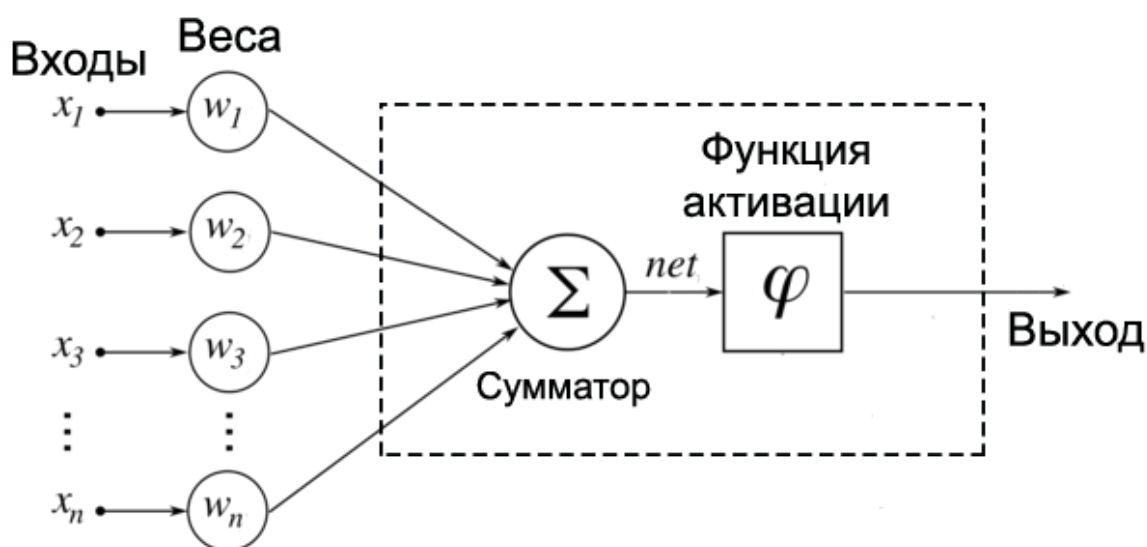 Входы
Веса
x1
w1
x2
w2
x3
w3
⋮
⋮
xn
wn
Σ
Сумматор
net
Функция
активации
φ
Выход